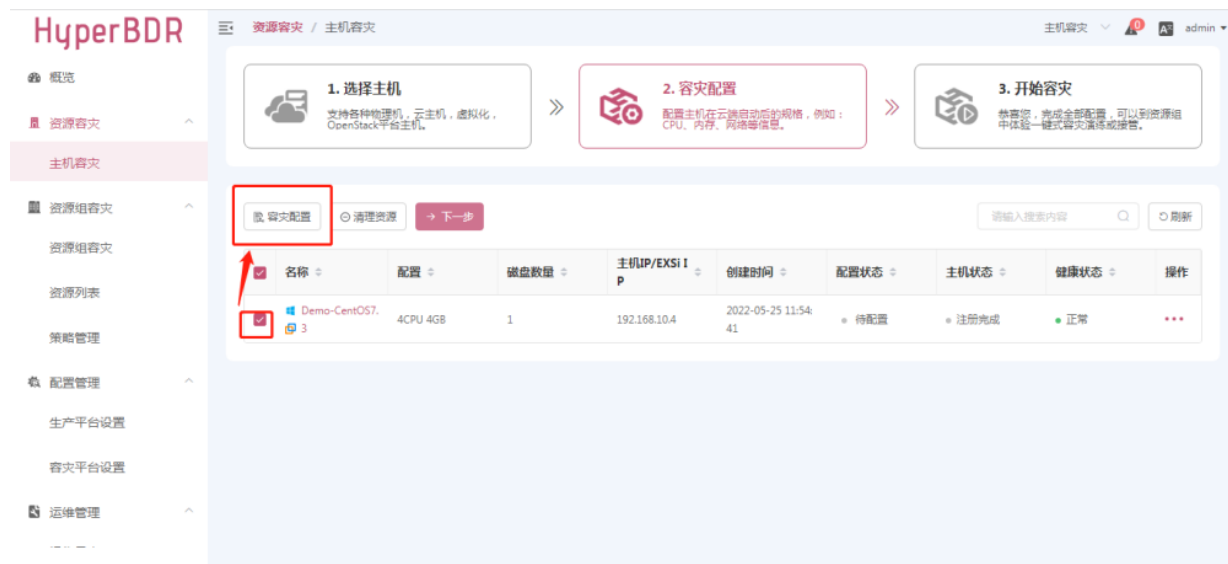 HyperBDR
资源容灾 / 主机容灾
主机容灾
0
A
admin
概览
资源容灾
主机容灾
资源组容灾
资源组容灾
资源列表
策略管理
配置管理
生产平台设置
容灾平台设置
运维管理
1. 选择主机
支持各种物理机，云主机，虚拟化，
OpenStack平台主机。
2. 容灾配置
配置主机在云端启动后的规格，例如：
CPU、内存、网络等信息。
3. 开始容灾
恭喜您，完成全部配置，可以到资源组
中体验一键式容灾演练或接管。
容灾配置
清理资源
→ 下一步
请输入搜索内容
刷新
名称 配置 磁盘数量 主机IP/EXSi I
P 创建时间 配置状态 主机状态 健康状态 操作
Demo-CentOS7.
3
4CPU 4GB 1 192.168.10.4 2022-05-25 11:54:
41
待配置 注册完成 正常